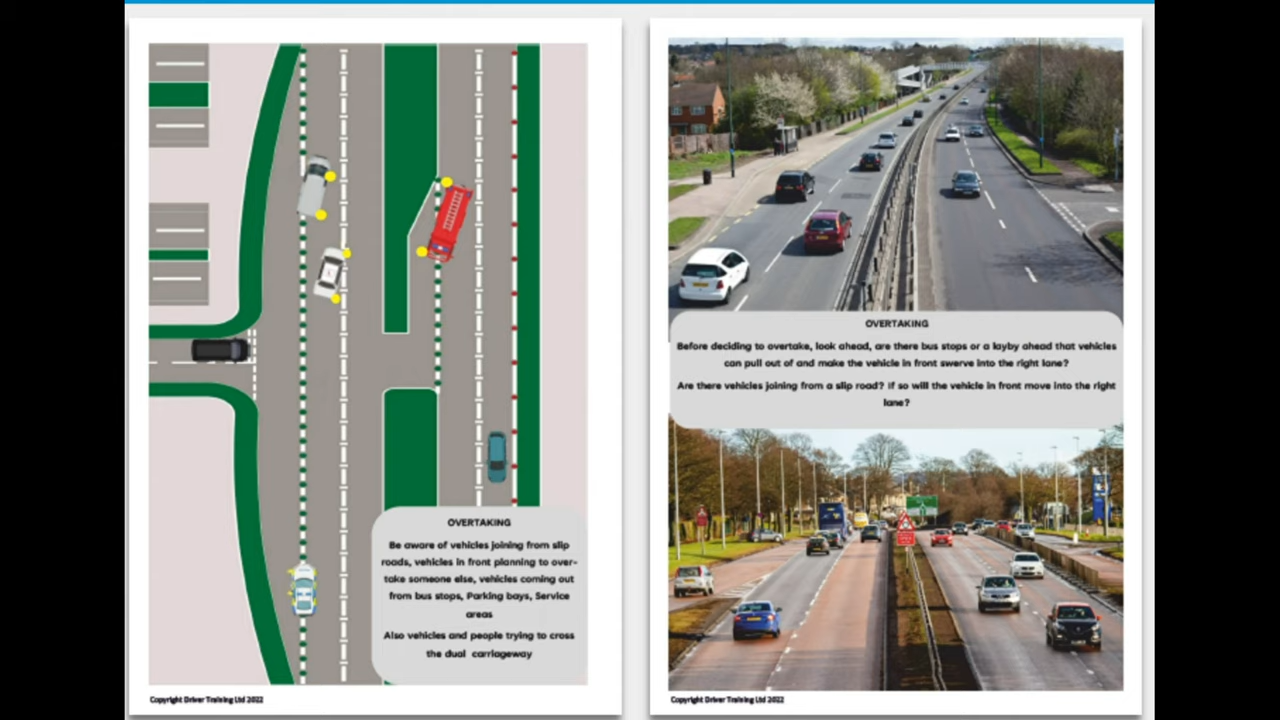 OVERTAKING
Be aware of vehicles joining from slip
roads, vehicles in front planning to over-
take someone else, vehicles coming out
from bus stops, Parking bays, Service
areas
Also vehicles and people trying to cross
the dual carriageway
Copyright Driver Training Ltd 2022
OVERTAKING
Before deciding to overtake, look ahead, are there bus stops or a layby ahead that vehicles
can pull out of and make the vehicle in front swerve into the right lane?
Are there vehicles joining from a slip road? If so will the vehicle in front move into the right
lane?
Copyright Driver Training Ltd 2022